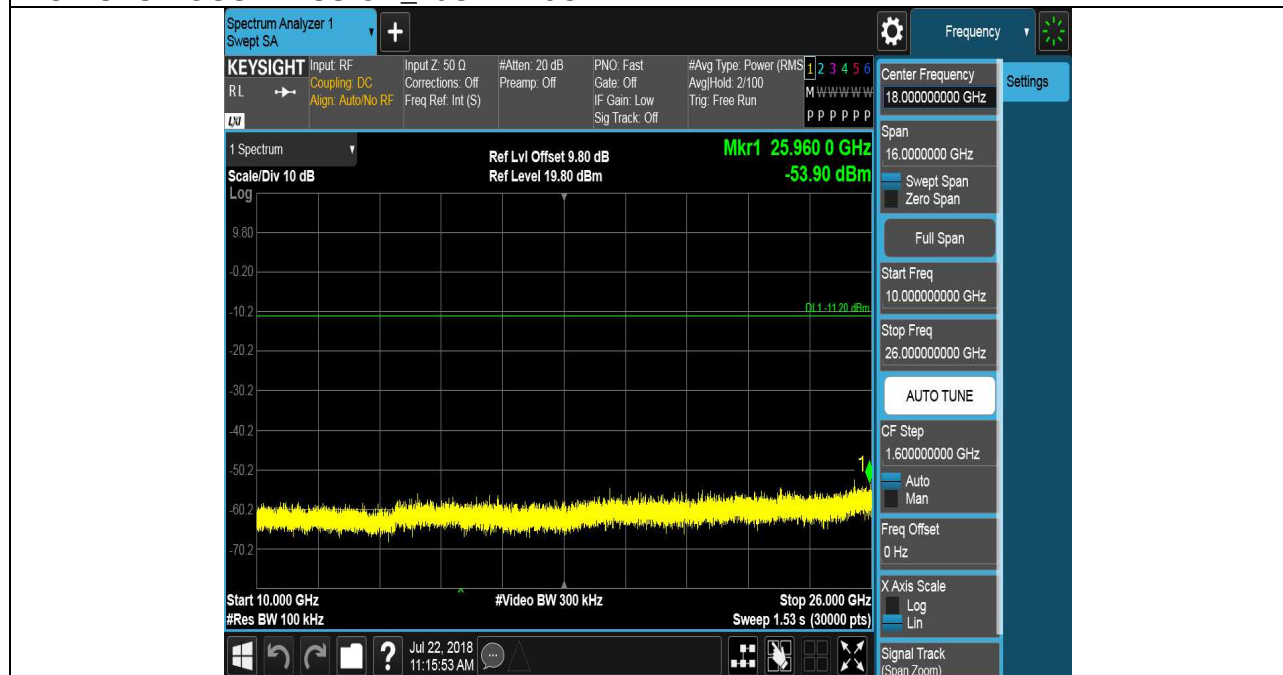 Spectrum Analyzer 1
Swept SA
+
Frequency
KEYSIGHT
RL
LXI
Input: RF
Coupling: DC
Align: Auto/No RF
Input Z: 50 Ω
Corrections: Off
Freq Ref: Int (S)
#Atten: 20 dB
Preamp: Off
PNO: Fast
Gate: Off
IF Gain: Low
Sig Track: Off
#Avg Type: Power (RMS
Avg|Hold: 2/100
Trig: Free Run
1 2 3 4 5 6
M W W W W W
P P P P P P
1 Spectrum
Scale/Div 10 dB
Ref Lvl Offset 9.80 dB
Ref Level 19.80 dBm
Mkr1 25.960 0 GHz
-53.90 dBm
Log
9.80
-0.20
-10.2
-20.2
-30.2
-40.2
-50.2
-60.2
-70.2
DL1 -11.20 dBm
1
Start 10.000 GHz
#Res BW 100 kHz
#Video BW 300 kHz
Stop 26.000 GHz
Sweep 1.53 s (30000 pts)
?
Jul 22, 2018
11:15:53 AM
Center Frequency
18.000000000 GHz
Span
16.0000000 GHz
Swept Span
Zero Span
Full Span
Start Freq
10.000000000 GHz
Stop Freq
26.000000000 GHz
AUTO TUNE
CF Step
1.600000000 GHz
Auto
Man
Freq Offset
0 Hz
X Axis Scale
Log
Lin
Signal Track
(Span Zoom)
Settings